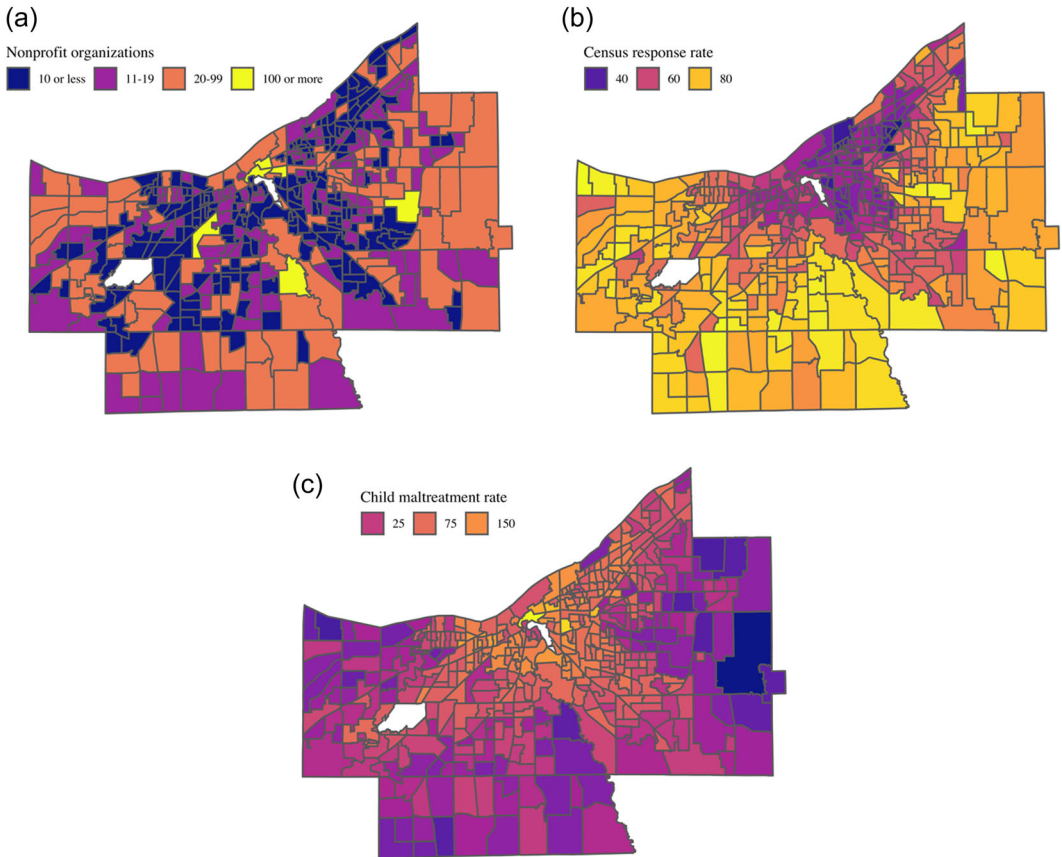 (a)
Nonprofit organizations
10 or less 11-19 20-99 100 or more
(b)
Census response rate
40 60 80
(c)
Child maltreatment rate
25 75 150